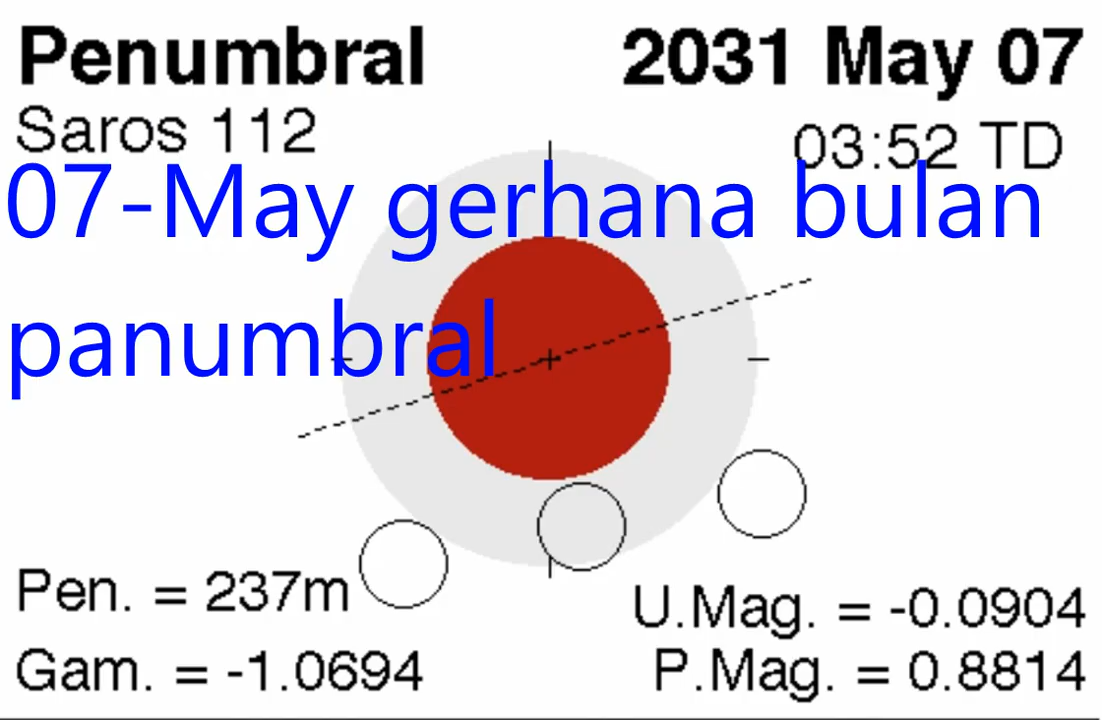 Penumbral 2031 May 07
Saros 112 03:52 TD
07-May gerhana bulan
panumbral
Pen. = 237m U.Mag. = -0.0904
Gam. = -1.0694 P.Mag. = 0.8814